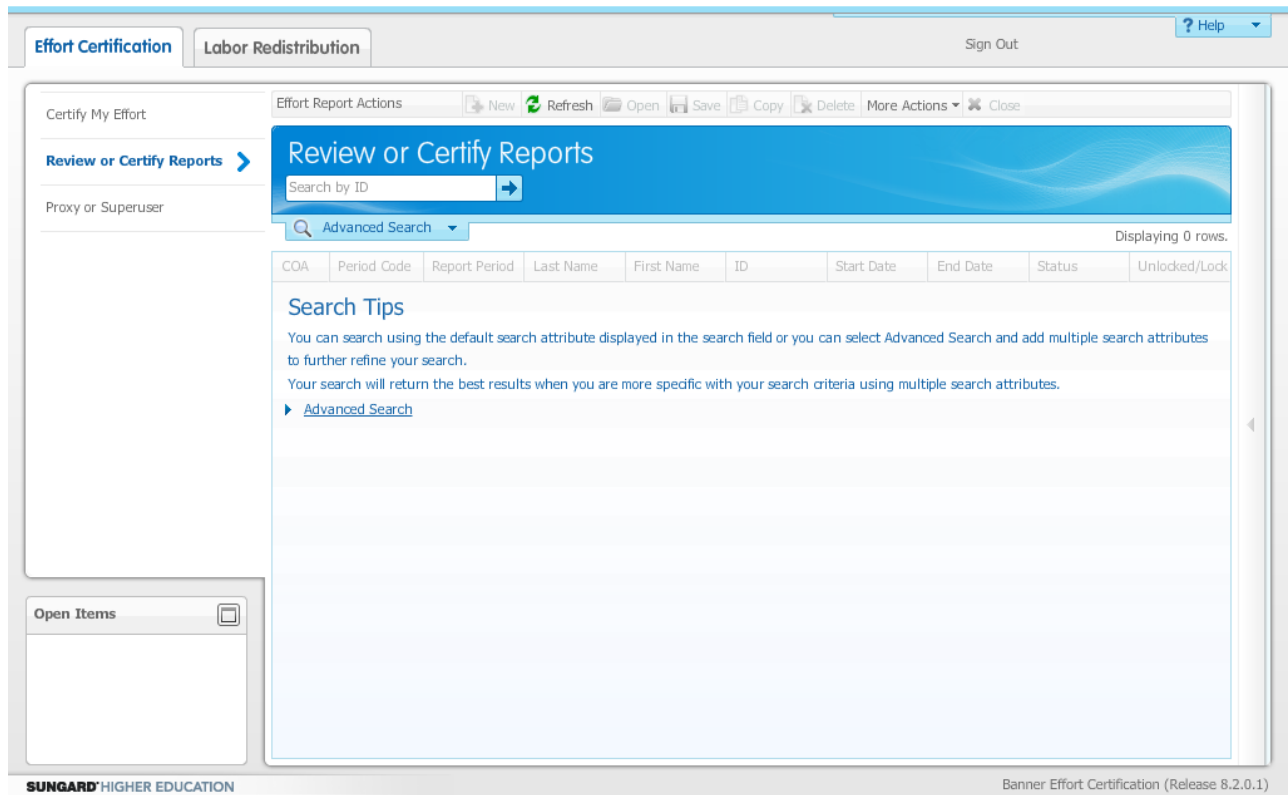 ? Help
Effort Certification
Labor Redistribution
Sign Out
Certify My Effort
Review or Certify Reports
Proxy or Superuser
Effort Report Actions New Refresh Open Save Copy Delete More Actions Close
Review or Certify Reports
Search by ID
Advanced Search
Displaying 0 rows.
COA Period Code Report Period Last Name First Name ID Start Date End Date Status Unlocked/Lock
Search Tips
You can search using the default search attribute displayed in the search field or you can select Advanced Search and add multiple search attributes
to further refine your search.
Your search will return the best results when you are more specific with your search criteria using multiple search attributes.
Advanced Search
Open Items
SUNGARD HIGHER EDUCATION
Banner Effort Certification (Release 8.2.0.1)